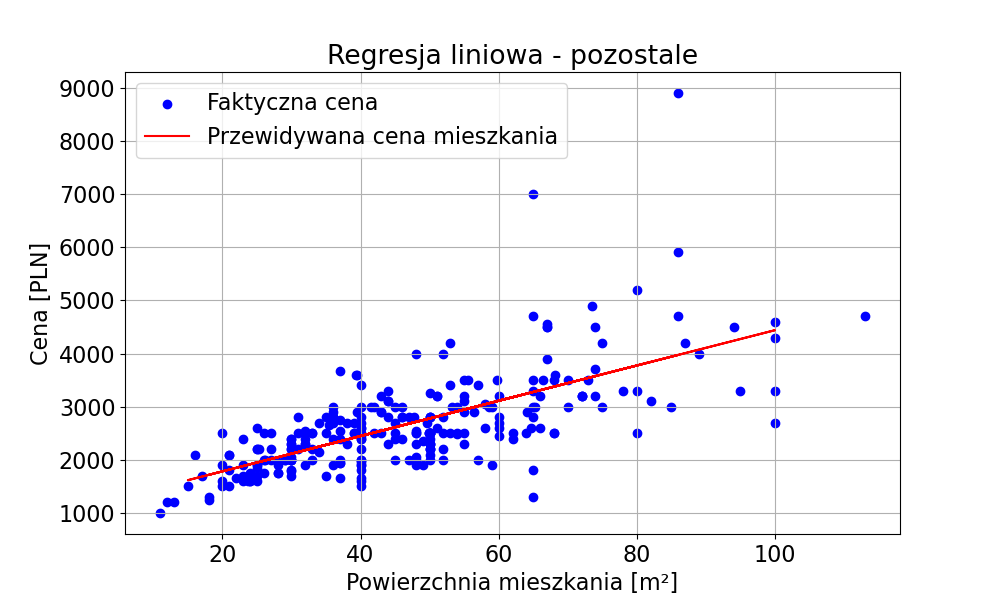 Regresja liniowa - pozostale
Faktyczna cena
Przewidywana cena mieszkania
9000
8000
7000
6000
5000
4000
3000
2000
1000
Cena [PLN]
20 40 60 80 100
Powierzchnia mieszkania [m²]